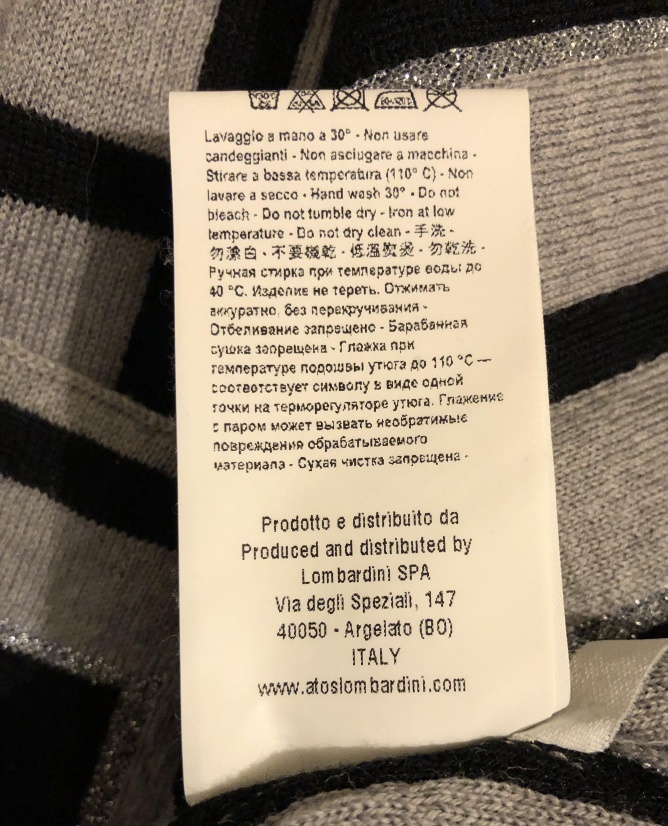 Lavaggio a mano a 30° - Non usare
candeggianti - Non asciugare a macchina -
Stirare a bassa temperatura (110° C) - Non
lavare a secco - Hand wash 30° - Do not
bleach - Do not tumble dry - Iron at low
temperature - Do not dry clean - 手洗 -
勿漂白 - 不要機乾 - 低溫熨燙 - 勿乾洗 -
Ручная стирка при температуре воды до
40 °C. Изделие не тереть. Отжимать
аккуратно, без перекручивания -
Отбеливание запрещено - Барабанная
сушка запрещена - Глажка при
температуре подошвы утюга до 110 °C —
соответствует символу в виде одной
точки на терморегуляторе утюга. Глажение
с паром может вызвать необратимые
повреждения обрабатываемого
материала - Сухая чистка запрещена -
Prodotto e distribuito da
Produced and distributed by
Lombardini SPA
Via degli Speziali, 147
40050 - Argelato (BO)
ITALY
www.atoslombardini.com